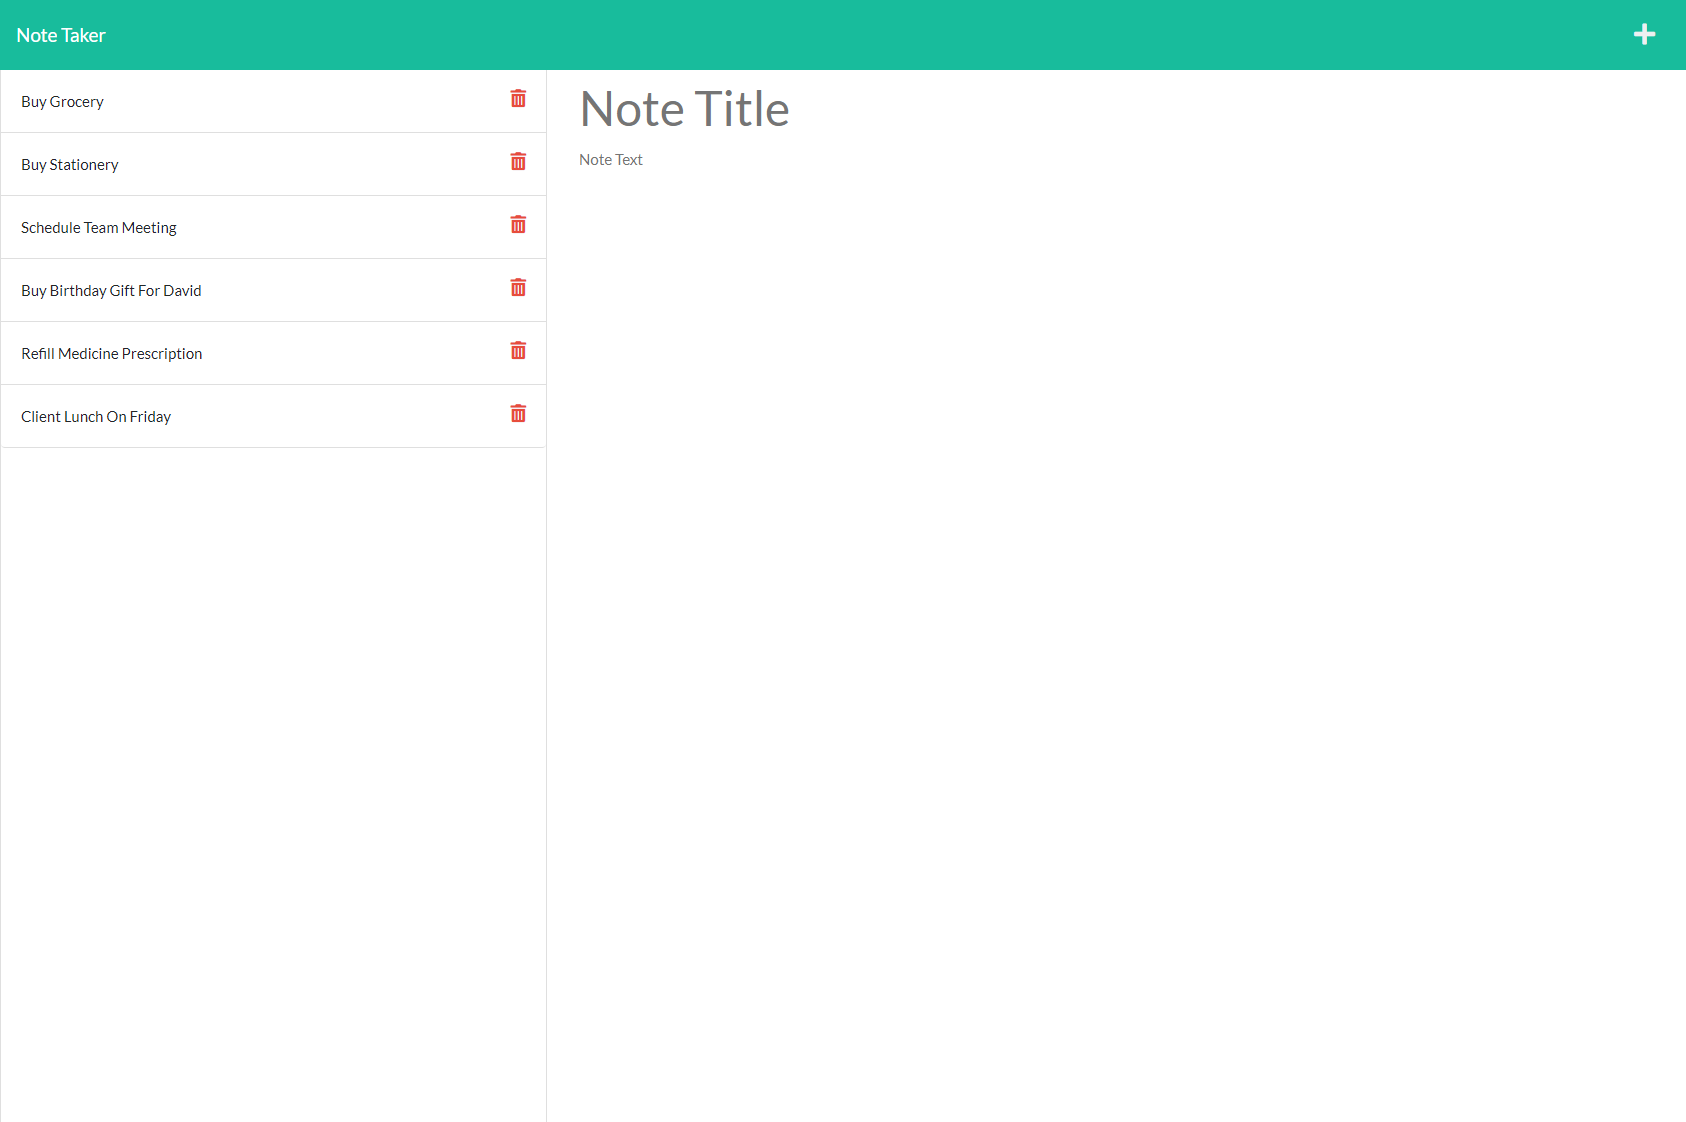 Note Taker
Buy Grocery
Buy Stationery
Schedule Team Meeting
Buy Birthday Gift For David
Refill Medicine Prescription
Client Lunch On Friday
Note Title
Note Text